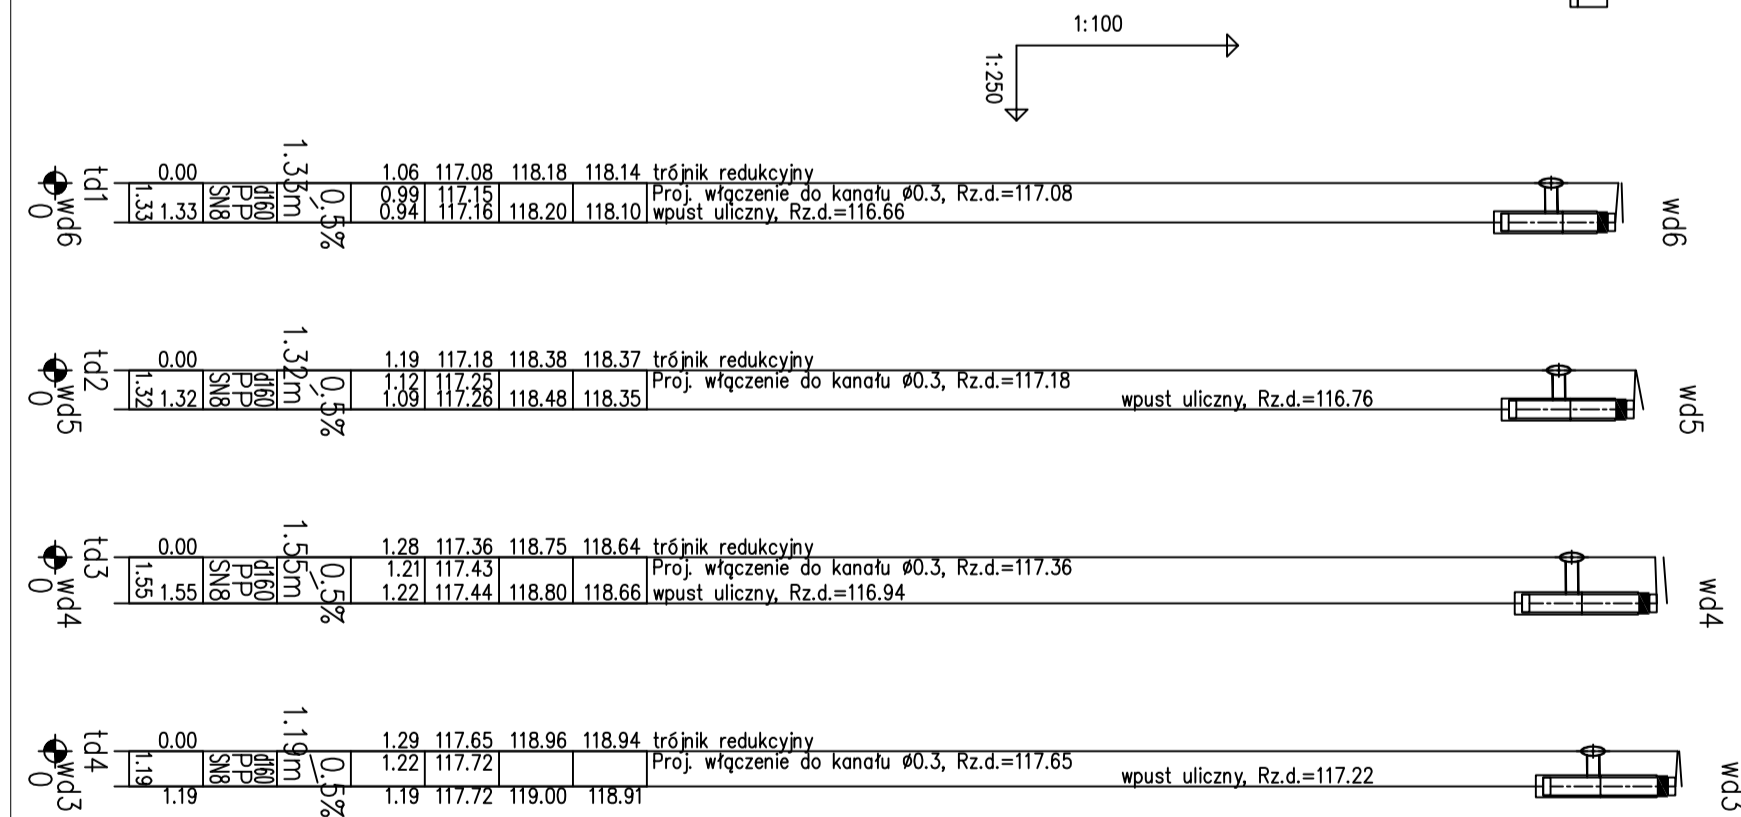 1:100
1:250
td1
wd6
0
0.00
1.33
1.33
d160
PP
SN8
1.33m
0.5%
1.06 117.08 118.18 118.14 trójnik redukcyjny
0.99 117.15 Proj. włączenie do kanału ø0.3, Rz.d.=117.08
0.94 117.16 118.20 118.10 wpust uliczny, Rz.d.=116.66
wd6
td2
wd5
0
0.00
1.32
1.32
d160
PP
SN8
1.32m
0.5%
1.19 117.18 118.38 118.37 trójnik redukcyjny
1.12 117.25 Proj. włączenie do kanału ø0.3, Rz.d.=117.18
1.09 117.26 118.48 118.35 wpust uliczny, Rz.d.=116.76
wd5
td3
wd4
0
0.00
1.55
1.55
d160
PP
SN8
1.55m
0.5%
1.28 117.36 118.75 118.64 trójnik redukcyjny
1.21 117.43 Proj. włączenie do kanału ø0.3, Rz.d.=117.36
1.22 117.44 118.80 118.66 wpust uliczny, Rz.d.=116.94
wd4
td4
wd3
0
0.00
1.19
1.19
d160
PP
SN8
1.19m
0.5%
1.29 117.65 118.96 118.94 trójnik redukcyjny
1.22 117.72 Proj. włączenie do kanału ø0.3, Rz.d.=117.65
wpust uliczny, Rz.d.=117.22
1.19 117.72 119.00 118.91
wd3